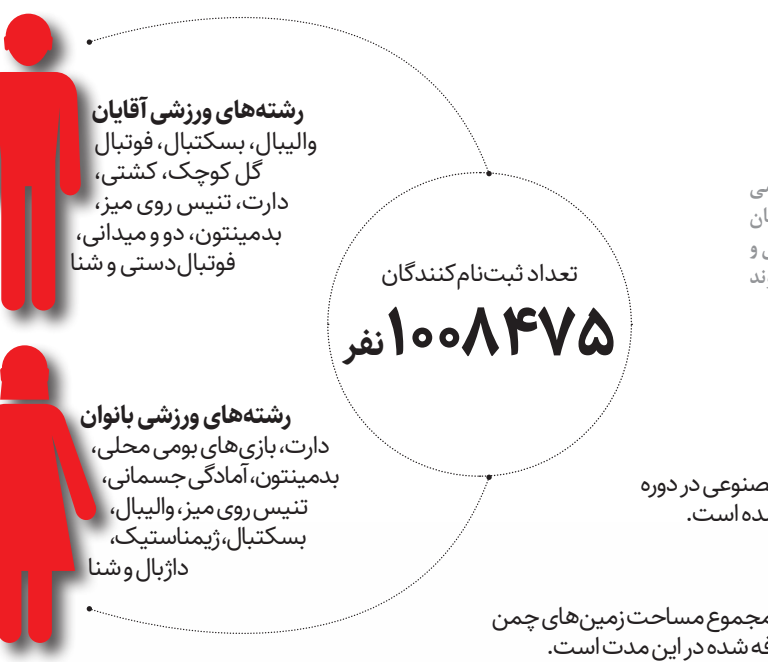 رشته‌های ورزشی آقایان
والیبال، بسکتبال، فوتبال
گل کوچک، کشتی،
دارت، تنیس روی میز،
بدمینتون، دو و میدانی،
فوتبال‌دستی و شنا
تعداد ثبت‌نام‌کنندگان
۱۰۰۸۴۷۵ نفر
رشته‌های ورزشی بانوان
دارت، بازی‌های بومی محلی،
بدمینتون، آمادگی جسمانی،
تنیس روی میز، والیبال،
بسکتبال، ژیمناستیک،
داژبال و شنا
در دوره
است.
مجموع مساحت زمین‌های چمن
شده در این مدت است.